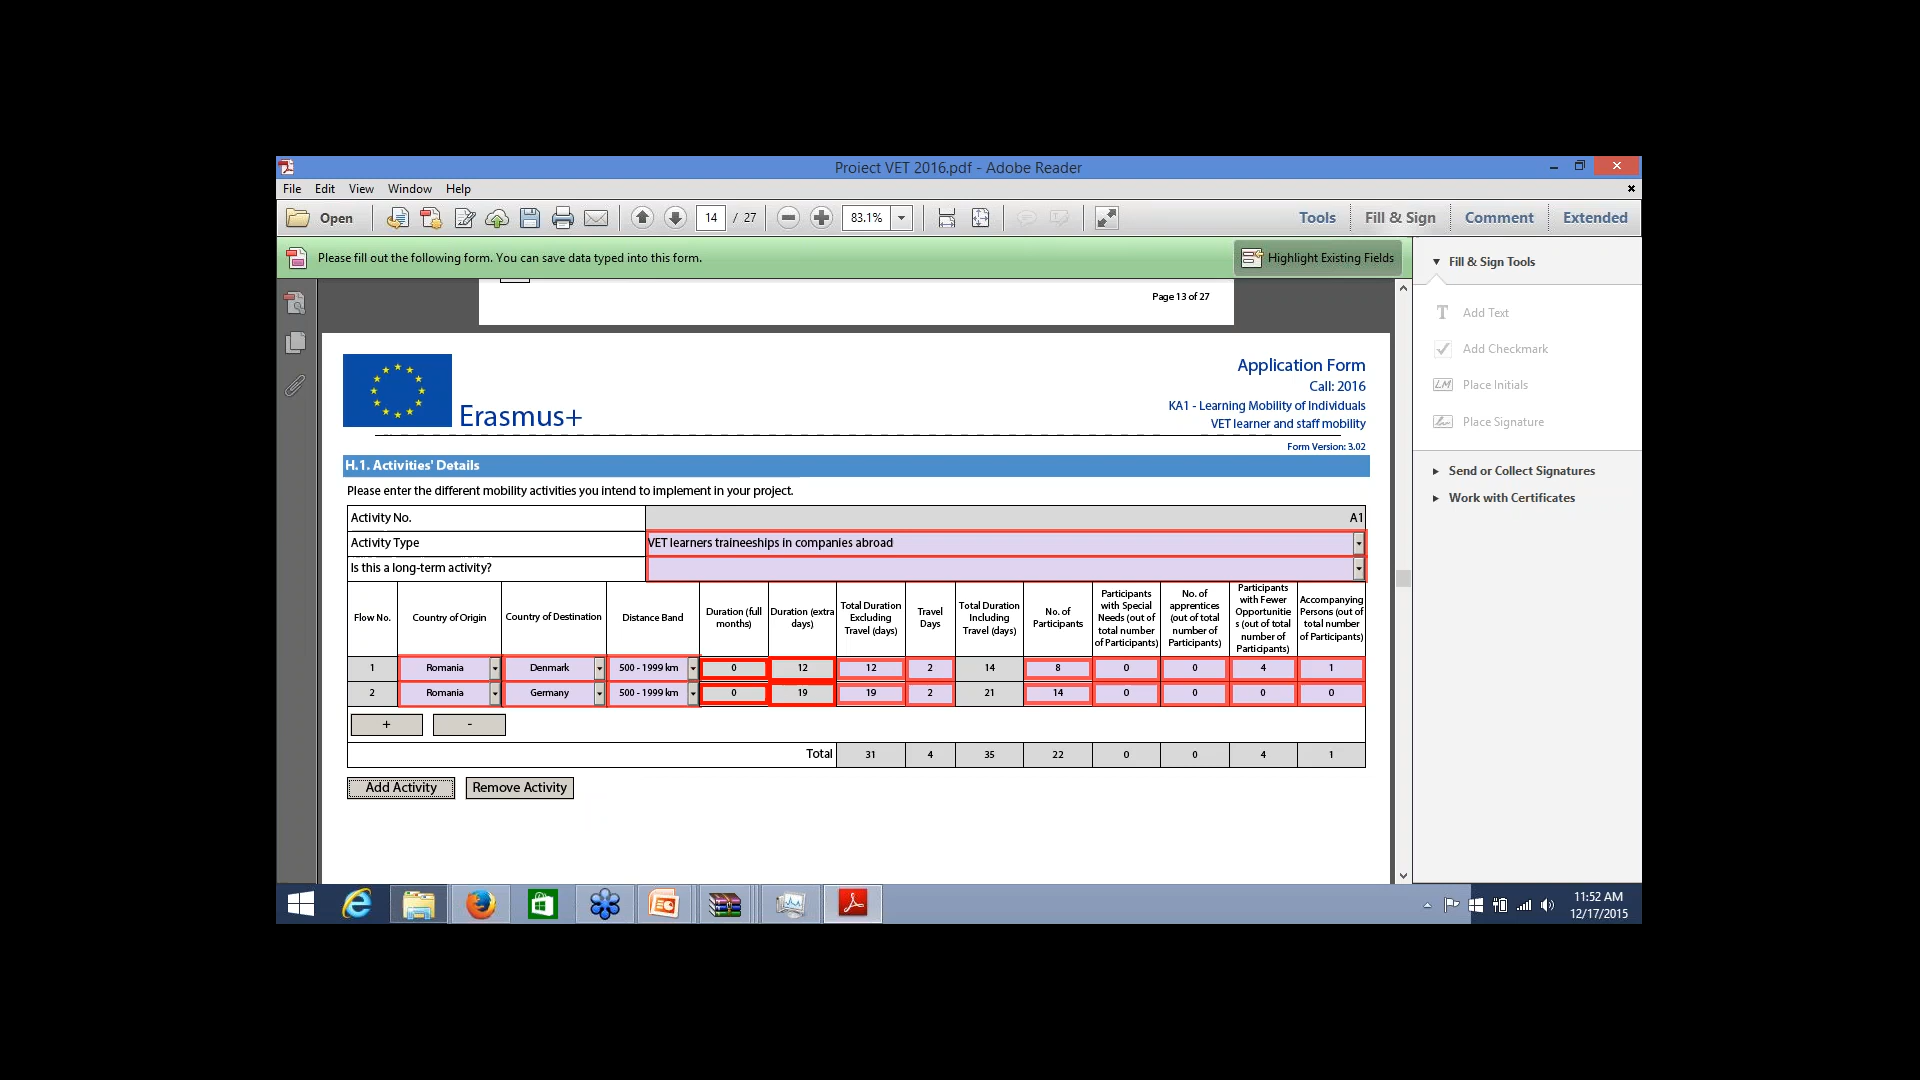 Project VET 2016.pdf - Adobe Reader
File Edit View Window Help
Open 14 / 27 83.1% Tools Fill & Sign Comment Extended
Please fill out the following form. You can save data typed into this form. Highlight Existing Fields
Fill & Sign Tools
Add Text
Add Checkmark
Place Initials
Place Signature
Send or Collect Signatures
Work with Certificates
Page 13 of 27
Erasmus+
Application Form
Call: 2016
KA1 - Learning Mobility of Individuals
VET learner and staff mobility
Form Version: 3.02
H.1. Activities' Details
Please enter the different mobility activities you intend to implement in your project.
Activity No. A1
Activity Type VET learners traineeships in companies abroad
Is this a long-term activity?
Flow No.
Country of Origin
Country of Destination
Distance Band
Duration (full
months)
Duration (extra
days)
Total Duration
Excluding
Travel (days)
Travel
Days
Total Duration
Including
Travel (days)
No. of
Participants
Participants
with Special
Needs (out of
total number
of Participants)
No. of
apprentices
(out of total
number of
Participants)
Participants
with Fewer
Opportunitie
s (out of total
number of
Participants)
Accompanying
Persons (out of
total number
of Participants)
1 Romania Denmark 500 - 1999 km 0 12 12 2 14 8 0 0 4 1
2 Romania Germany 500 - 1999 km 0 19 19 2 21 14 0 0 0 0
+ -
Total 31 4 35 22 0 0 4 1
Add Activity Remove Activity
11:52 AM
12/17/2015